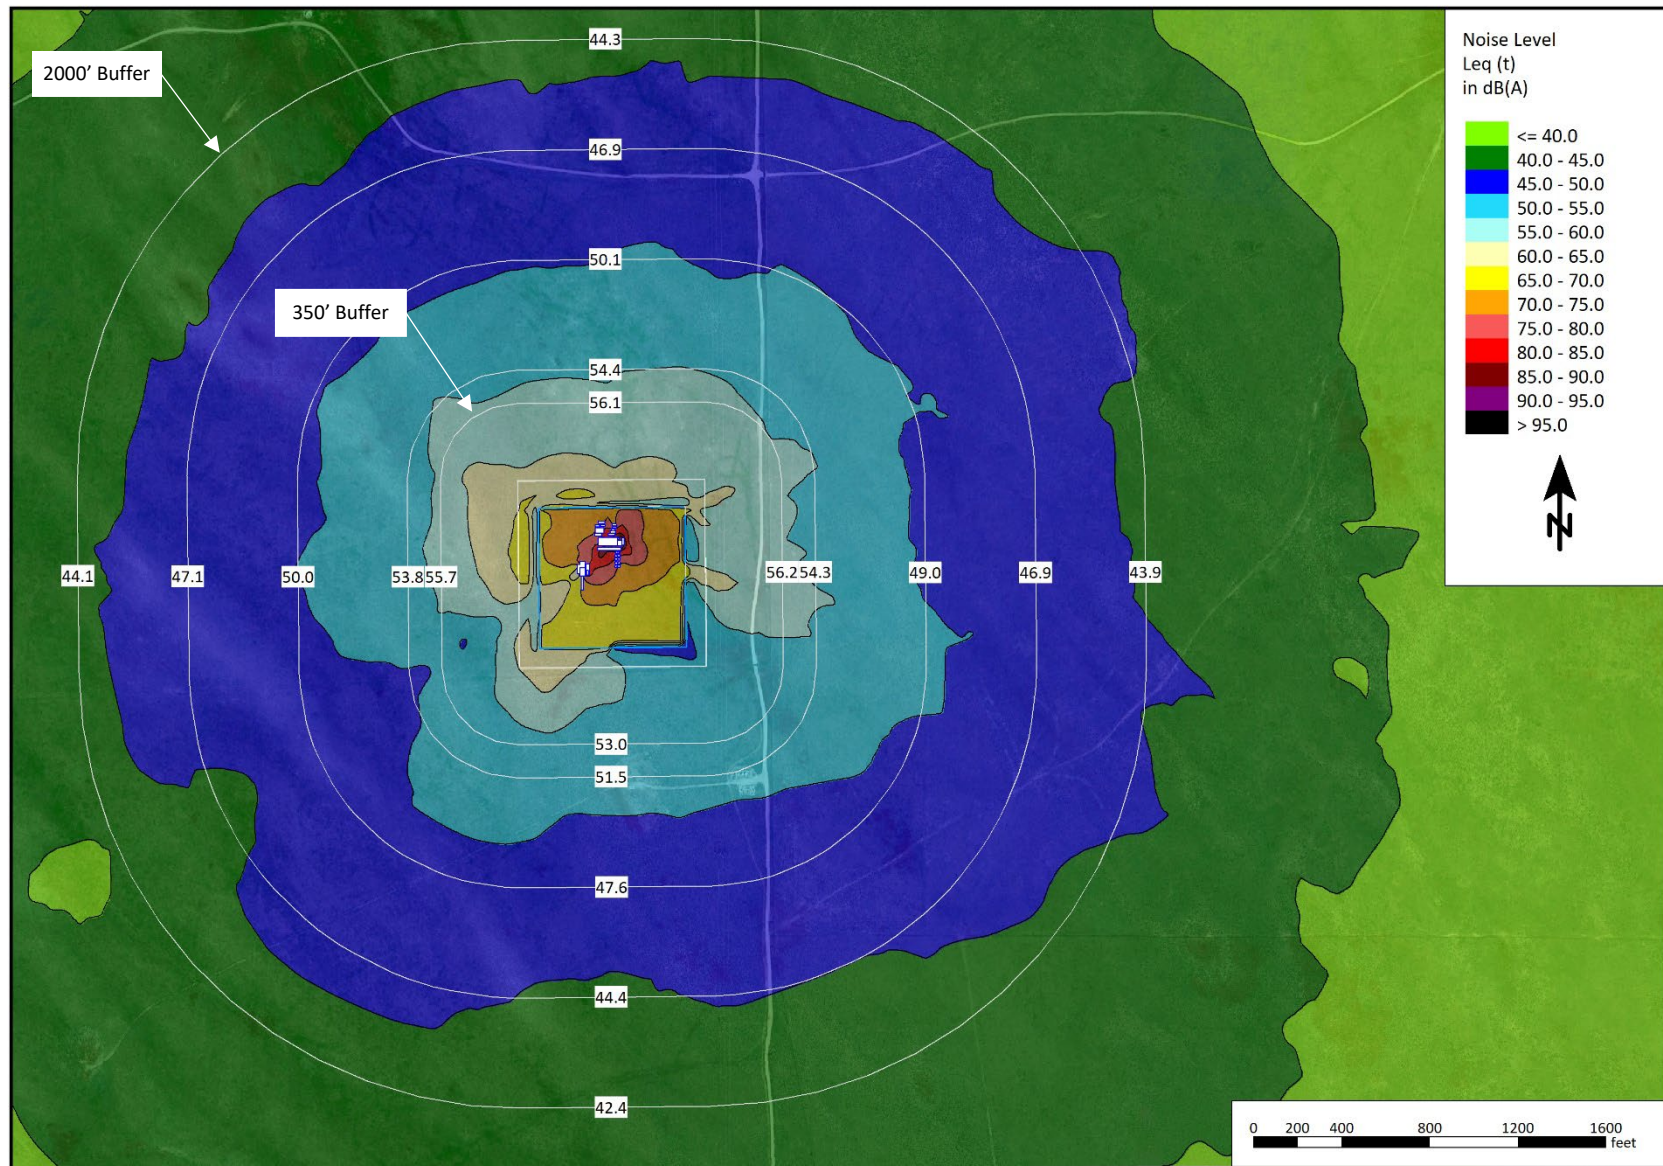 44.3
2000’ Buffer
46.9
50.1
350’ Buffer
54.4
56.1
44.1
47.1
50.0
53.8
55.7
56.2
54.3
49.0
46.9
43.9
53.0
51.5
47.6
44.4
42.4
Noise Level
Leq (t)
in dB(A)
<= 40.0
40.0 - 45.0
45.0 - 50.0
50.0 - 55.0
55.0 - 60.0
60.0 - 65.0
65.0 - 70.0
70.0 - 75.0
75.0 - 80.0
80.0 - 85.0
85.0 - 90.0
90.0 - 95.0
> 95.0
N
0 200 400 800 1200 1600
feet